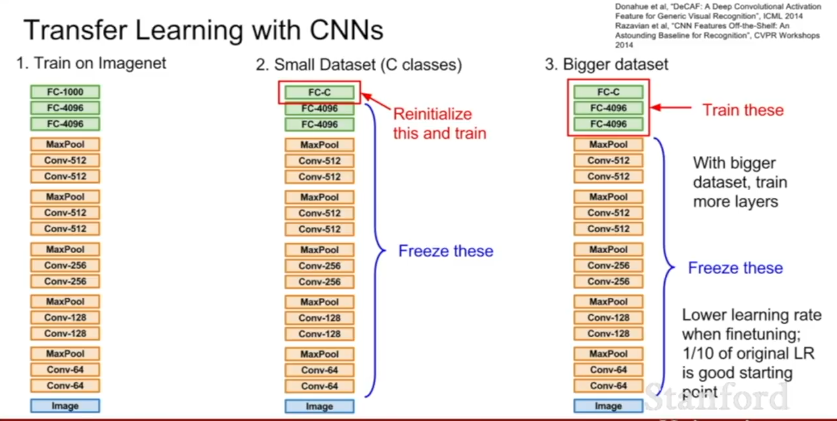 Donahue et al, "DeCAF: A Deep Convolutional Activation
Feature for Generic Visual Recognition", ICML 2014
Razavian et al, "CNN Features Off-the-Shelf: An
Astounding Baseline for Recognition", CVPR Workshops
2014
Transfer Learning with CNNs
1. Train on Imagenet
FC-1000
FC-4096
FC-4096
MaxPool
Conv-512
Conv-512
MaxPool
Conv-512
Conv-512
MaxPool
Conv-256
Conv-256
MaxPool
Conv-128
Conv-128
MaxPool
Conv-64
Conv-64
Image
2. Small Dataset (C classes)
FC-C
FC-4096
FC-4096
MaxPool
Conv-512
Conv-512
MaxPool
Conv-512
Conv-512
MaxPool
Conv-256
Conv-256
MaxPool
Conv-128
Conv-128
MaxPool
Conv-64
Conv-64
Image
Reinitialize
this and train
Freeze these
3. Bigger dataset
FC-C
FC-4096
FC-4096
MaxPool
Conv-512
Conv-512
MaxPool
Conv-512
Conv-512
MaxPool
Conv-256
Conv-256
MaxPool
Conv-128
Conv-128
MaxPool
Conv-64
Conv-64
Image
Train these
With bigger
dataset, train
more layers
Freeze these
Lower learning rate
when finetuning;
1/10 of original LR
is good starting
point
Stanford